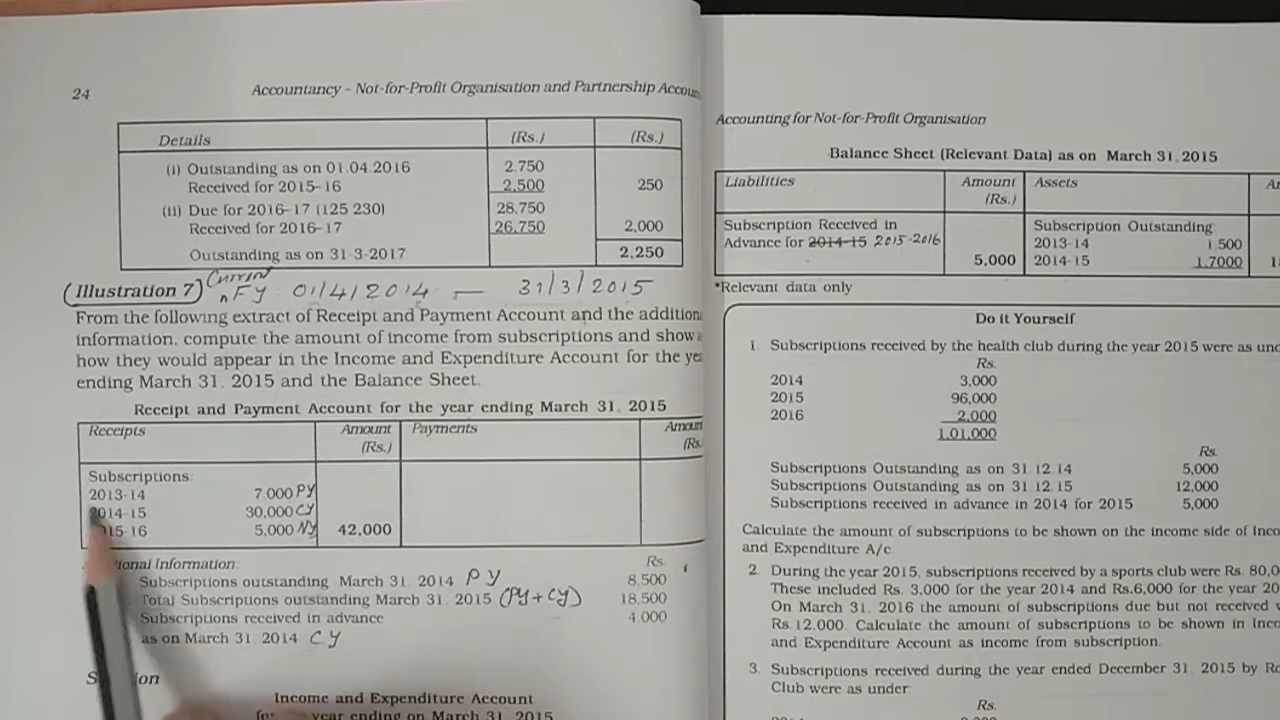 24
Accountancy – Not-for-Profit Organisation and Partnership
Details (Rs.) (Rs.)
(i) Outstanding as on 01.04.2016 2,750
Received for 2015-16 2,500 250
(ii) Due for 2016-17 (125 230) 28,750
Received for 2016-17 26,750 2,000
Outstanding as on 31-3-2017 2,250
(Illustration 7) Current FY 01/4/2014 — 31/3/2015
From the following extract of Receipt and Payment Account and the
information, compute the amount of income from subscriptions and show
how they would appear in the Income and Expenditure Account for the
ending March 31, 2015 and the Balance Sheet.
Receipt and Payment Account for the year ending March 31, 2015
Receipts Amount (Rs.) Payments
Subscriptions:
2013-14 7,000 PY
2014-15 30,000 CY
15-16 5,000 NY 42,000
Information: Rs.
Subscriptions outstanding March 31, 2014 PY 8,500
Total Subscriptions outstanding March 31, 2015 (PY+CY) 18,500
Subscriptions received in advance 4,000
as on March 31, 2014 CY
Income and Expenditure Account
year ending on March 31, 2015
Accounting for Not-for-Profit Organisation
Balance Sheet (Relevant Data) as on March 31, 2015
Liabilities Amount (Rs.) Assets
Subscription Received in Subscription Outstanding
Advance for 2014-15 2015-2016 2013-14 1,500
5,000 2014-15 1,7000
*Relevant data only
Do it Yourself
1. Subscriptions received by the health club during the year 2015 were as
Rs.
2014 3,000
2015 96,000
2016 2,000
1,01,000
Rs.
Subscriptions Outstanding as on 31.12.14 5,000
Subscriptions Outstanding as on 31.12.15 12,000
Subscriptions received in advance in 2014 for 2015 5,000
Calculate the amount of subscriptions to be shown on the income side of
and Expenditure A/c.
2. During the year 2015, subscriptions received by a sports club were Rs.
These included Rs. 3,000 for the year 2014 and Rs.6,000 for the year
On March 31, 2016 the amount of subscriptions due but not received
Rs.12,000. Calculate the amount of subscriptions to be shown in
and Expenditure Account as income from subscription.
3. Subscriptions received during the year ended December 31, 2015 by
Club were as under:
Rs.